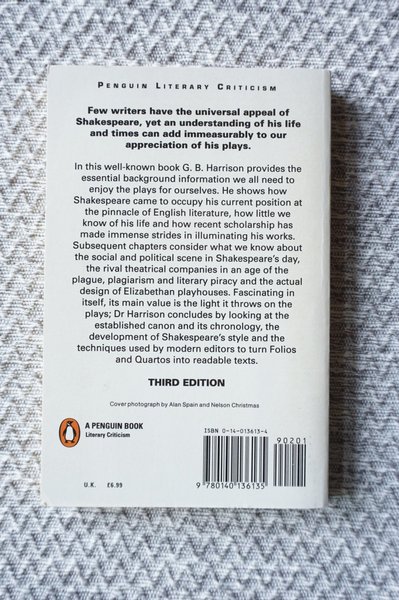 PENGUIN LITERARY CRITICISM
Few writers have the universal appeal of
Shakespeare, yet an understanding of his life
and times can add immeasurably to our
appreciation of his plays.
In this well-known book G. B. Harrison provides the
essential background information we all need to
enjoy the plays for ourselves. He shows how
Shakespeare came to occupy his current position at
the pinnacle of English literature, how little we
know of his life and how recent scholarship has
made immense strides in illuminating his works.
Subsequent chapters consider what we know about
the social and political scene in Shakespeare's day,
the rival theatrical companies in an age of the
plague, plagiarism and literary piracy and the actual
design of Elizabethan playhouses. Fascinating in
itself, its main value is the light it throws on the
plays; Dr Harrison concludes by looking at the
established canon and its chronology, the
development of Shakespeare's style and the
techniques used by modern editors to turn Folios
and Quartos into readable texts.
THIRD EDITION
Cover photograph by Alan Spain and Nelson Christmas
A PENGUIN BOOK
Literary Criticism
U.K. £6.99
ISBN 0-14-013613-4
90201
9 780140 136135